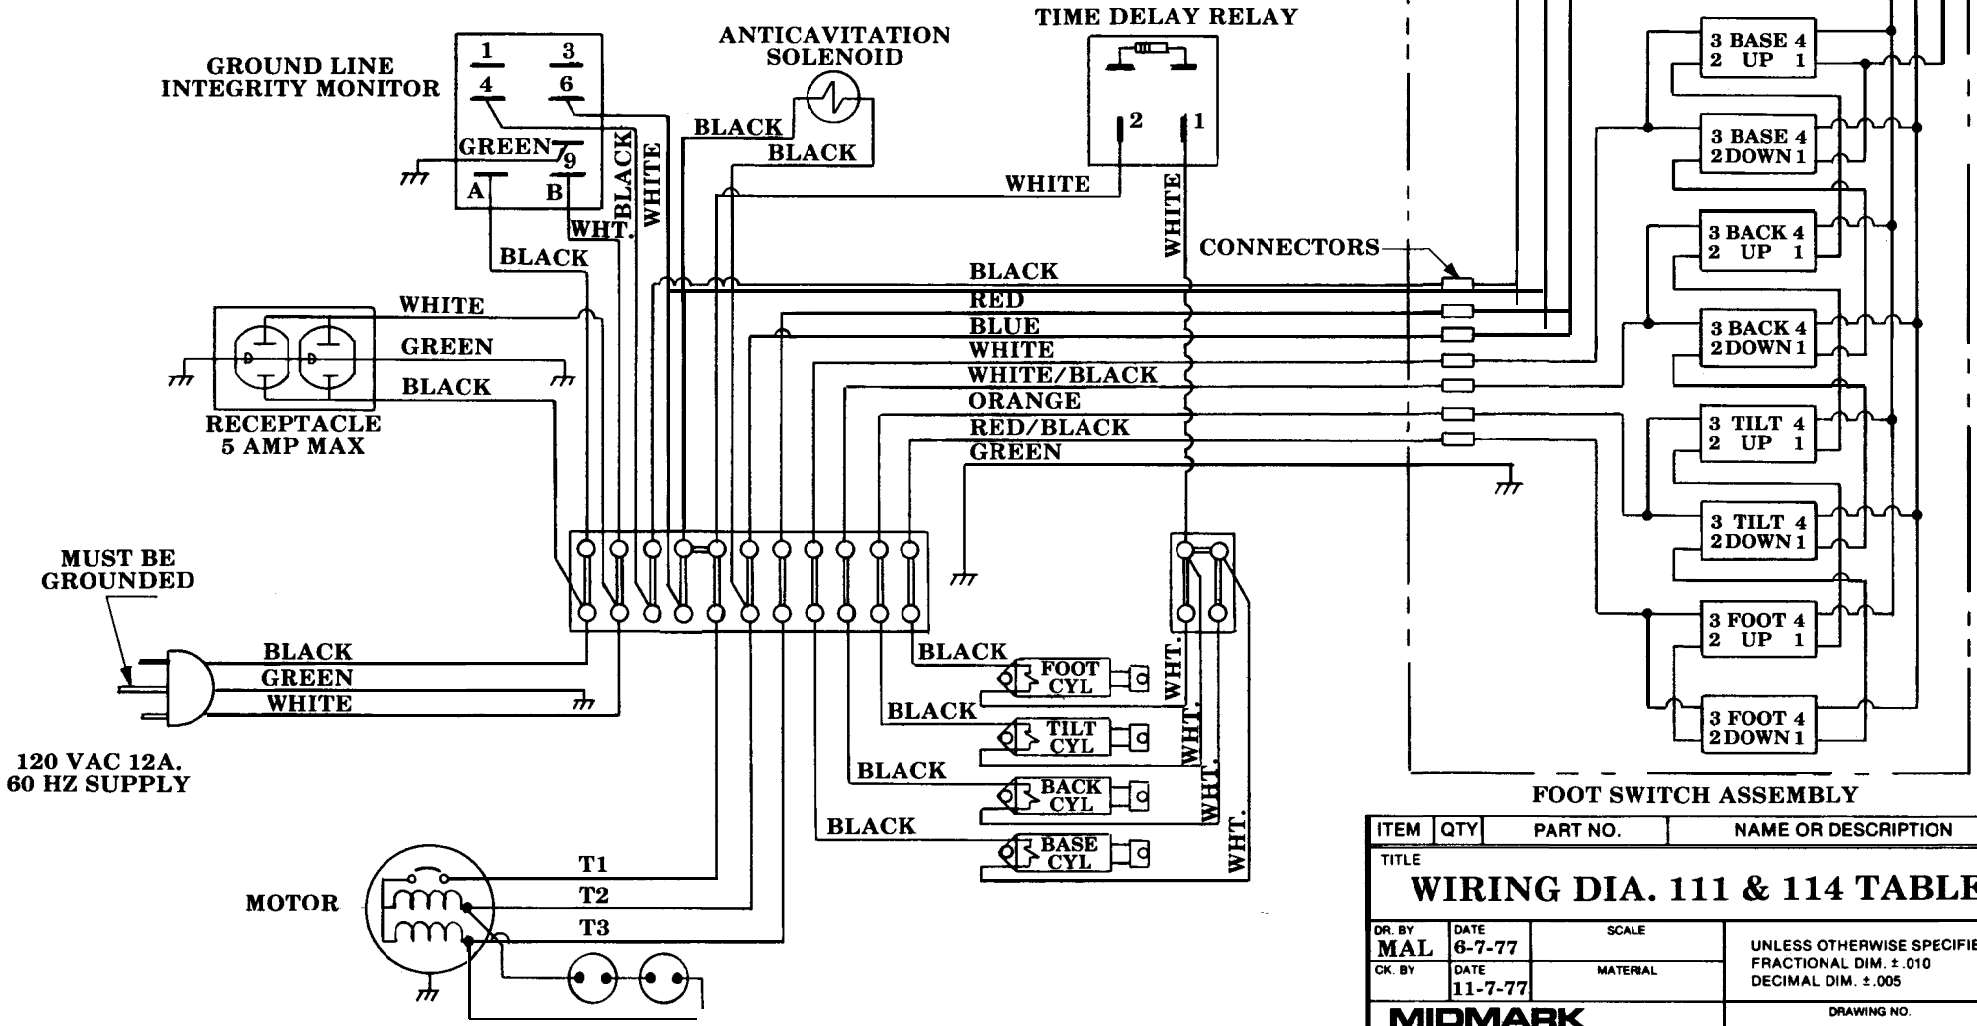 TIME DELAY RELAY
ANTICAVITATION
SOLENOID
GROUND LINE
INTEGRITY MONITOR
1 3
4 6
GREEN
9
A B
BLACK
WHITE
WHT.
BLACK
BLACK
BLACK
2 1
WHITE
WHITE
CONNECTORS
BLACK
RED
BLUE
WHITE
WHITE/BLACK
ORANGE
RED/BLACK
GREEN
WHITE
GREEN
BLACK
D D
RECEPTACLE
5 AMP MAX
MUST BE
GROUNDED
BLACK
GREEN
WHITE
120 VAC 12A.
60 HZ SUPPLY
BLACK
FOOT
CYL
WHT.
BLACK
TILT
CYL
WHT.
BLACK
BACK
CYL
WHT.
BLACK
BASE
CYL
WHT.
MOTOR
T1
T2
T3
3 BASE 4
2 UP 1
3 BASE 4
2 DOWN 1
3 BACK 4
2 UP 1
3 BACK 4
2 DOWN 1
3 TILT 4
2 UP 1
3 TILT 4
2 DOWN 1
3 FOOT 4
2 UP 1
3 FOOT 4
2 DOWN 1
FOOT SWITCH ASSEMBLY
ITEM QTY PART NO. NAME OR DESCRIPTION
TITLE
WIRING DIA. 111 & 114 TABLE
DR. BY DATE SCALE
MAL 6-7-77
CK. BY DATE MATERIAL
11-7-77
UNLESS OTHERWISE SPECIFIE
FRACTIONAL DIM. ±.010
DECIMAL DIM. ±.005
MIDMARK
DRAWING NO.